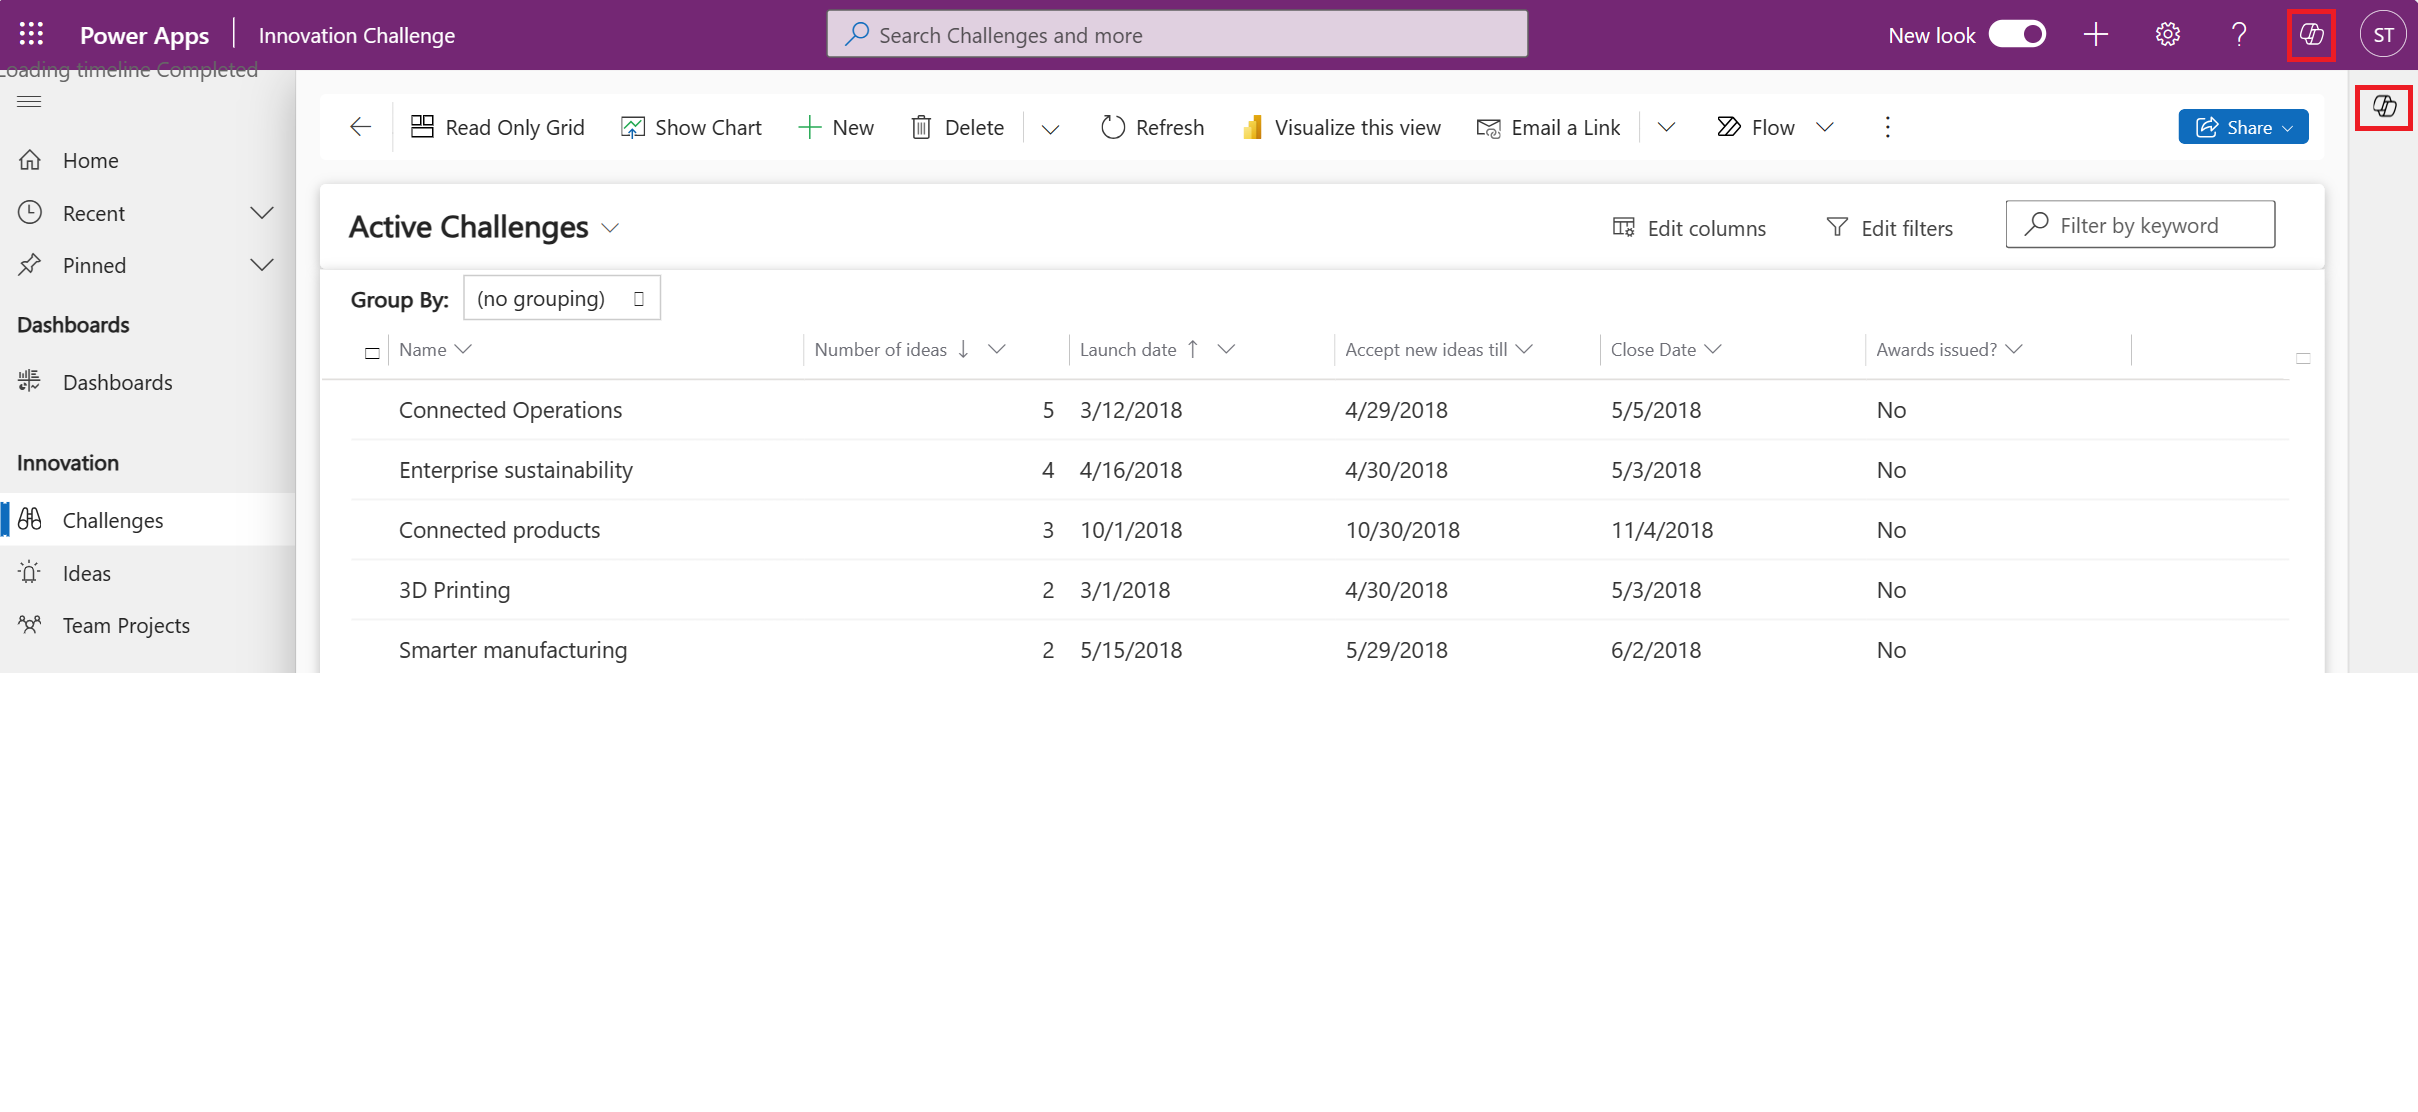 Power Apps Innovation Challenge Search Challenges and more New look ST
Loading timeline Completed
Read Only Grid Show Chart New Delete Refresh Visualize this view Email a Link Flow Share
Home
Recent
Pinned
Dashboards
Dashboards
Innovation
Challenges
Ideas
Team Projects
Active Challenges Edit columns Edit filters Filter by keyword
Group By: (no grouping)
Name Number of ideas Launch date Accept new ideas till Close Date Awards issued?
Connected Operations 5 3/12/2018 4/29/2018 5/5/2018 No
Enterprise sustainability 4 4/16/2018 4/30/2018 5/3/2018 No
Connected products 3 10/1/2018 10/30/2018 11/4/2018 No
3D Printing 2 3/1/2018 4/30/2018 5/3/2018 No
Smarter manufacturing 2 5/15/2018 5/29/2018 6/2/2018 No